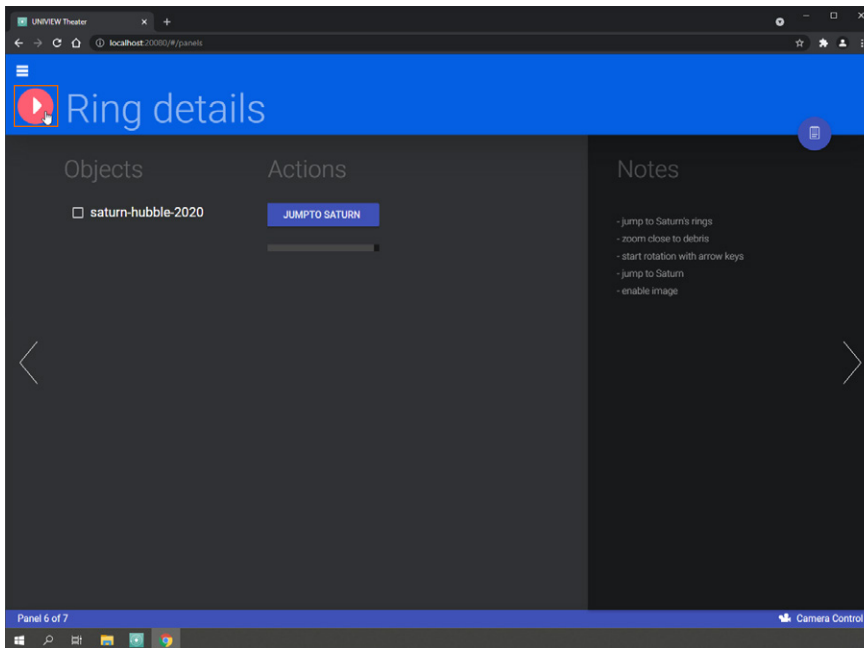 UNIVIEW Theater
localhost:20080/#/panels
Ring details
Objects
Actions
Notes
saturn-hubble-2020
JUMPTO SATURN
- jump to Saturn's rings
- zoom close to debris
- start rotation with arrow keys
- jump to Saturn
- enable image
Panel 6 of 7
Camera Control